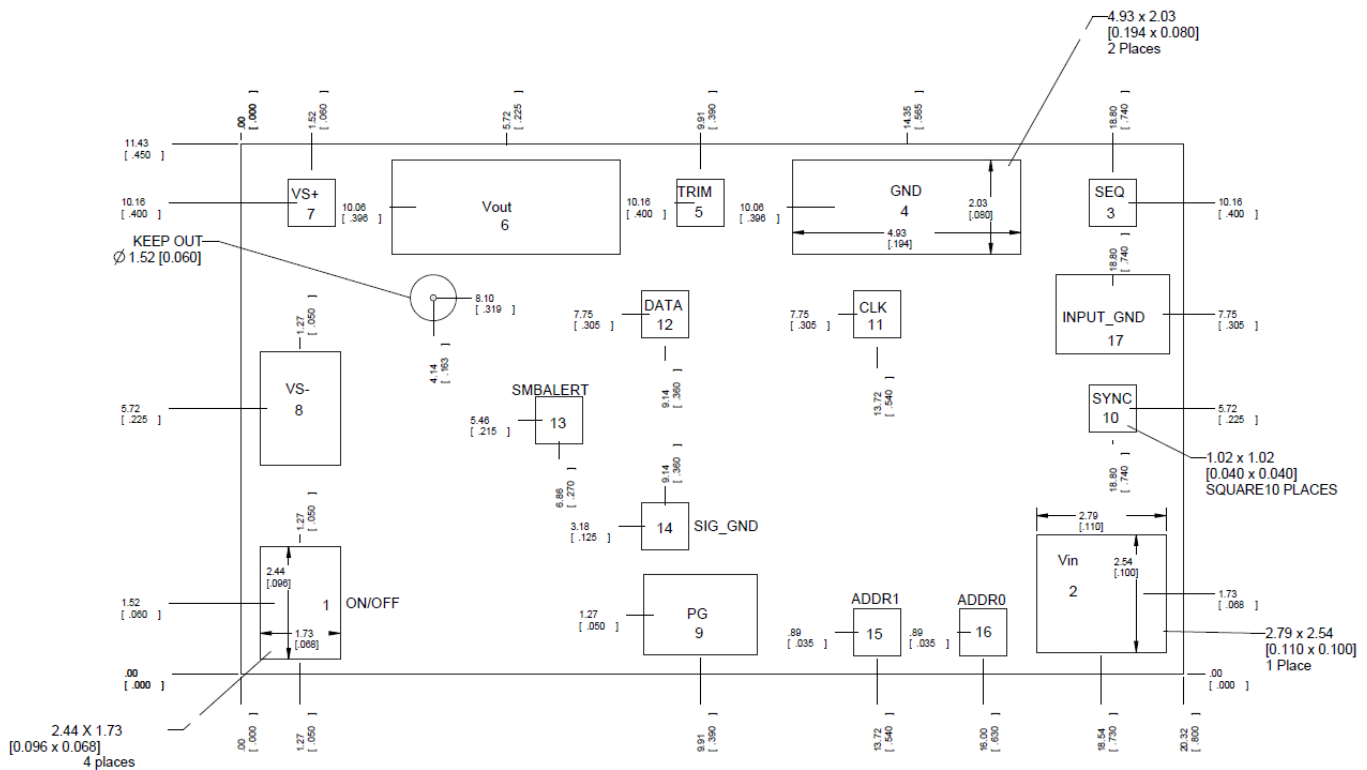 4.93 x 2.03
[0.194 x 0.080]
2 Places
.00
[ .000 ]
1.52
[ .060 ]
5.72
[ .225 ]
9.91
[ .390 ]
14.35
[ .565 ]
18.80
[ .740 ]
11.43
[ .450 ]
10.16
[ .400 ]
VS+
7
10.06
[ .396 ]
Vout
6
10.16
[ .400 ]
TRIM
5
10.06
[ .396 ]
GND
4
2.03
[.080]
4.93
[.194]
SEQ
3
10.16
[ .400 ]
KEEP OUT
∅ 1.52 [0.060]
18.80
[ .740 ]
8.10
[ .319 ]
4.14
[ .163 ]
7.75
[ .305 ]
DATA
12
9.14
[ .360 ]
7.75
[ .305 ]
CLK
11
13.72
[ .540 ]
INPUT_GND
17
7.75
[ .305 ]
1.27
[ .050 ]
VS-
8
5.72
[ .225 ]
SMBALERT
13
5.46
[ .215 ]
6.86
[ .270 ]
SYNC
10
5.72
[ .225 ]
18.80
[ .740 ]
1.02 x 1.02
[0.040 x 0.040]
SQUARE10 PLACES
9.14
[ .360 ]
14
SIG_GND
3.18
[ .125 ]
1.27
[ .050 ]
2.44
[.096]
1
ON/OFF
1.73
[.068]
1.52
[ .060 ]
1.27
[ .050 ]
PG
9
ADDR1
15
.89
[ .035 ]
ADDR0
16
.89
[ .035 ]
2.79
[.110]
Vin
2
2.54
[.100]
1.73
[ .068 ]
2.79 x 2.54
[0.110 x 0.100]
1 Place
.00
[ .000 ]
.00
[ .000 ]
2.44 X 1.73
[0.096 x 0.068]
4 places
.00
[ .000 ]
1.27
[ .050 ]
9.91
[ .390 ]
13.72
[ .540 ]
16.00
[ .630 ]
18.54
[ .730 ]
20.32
[ .800 ]